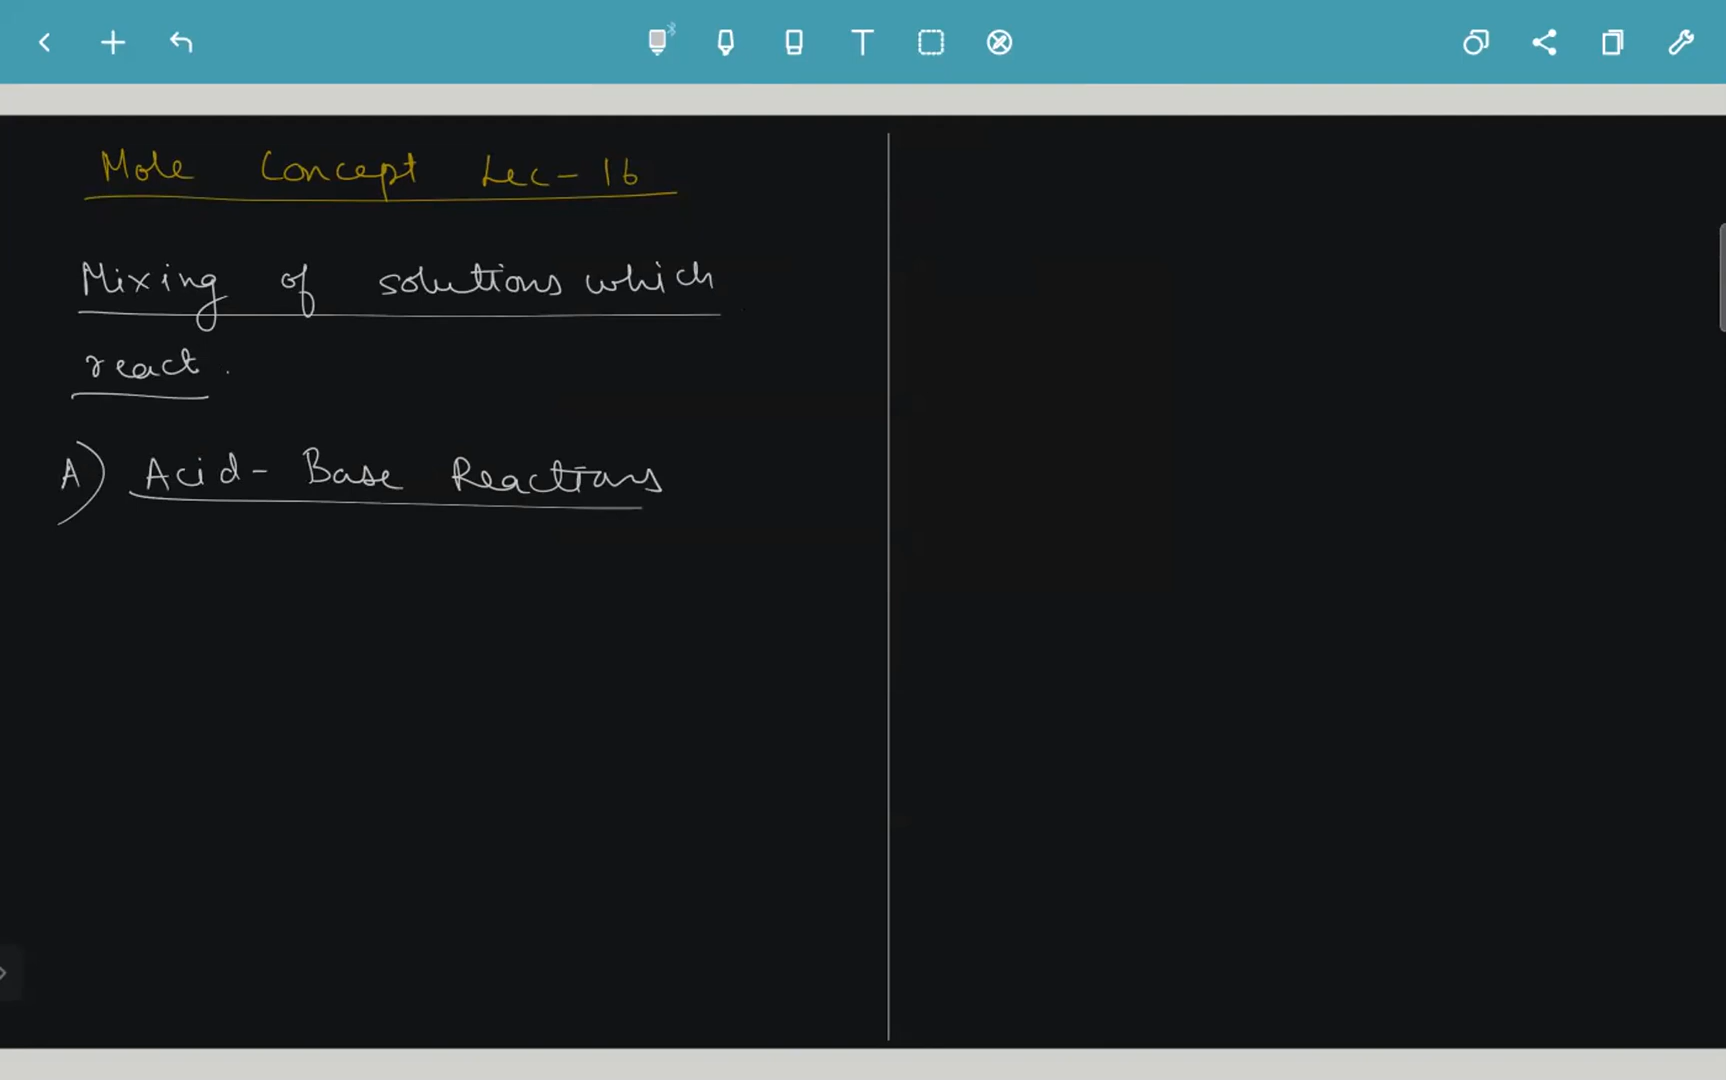 Mole Concept Lec-16
Mixing of solutions which
react.
A) Acid-Base Reactions